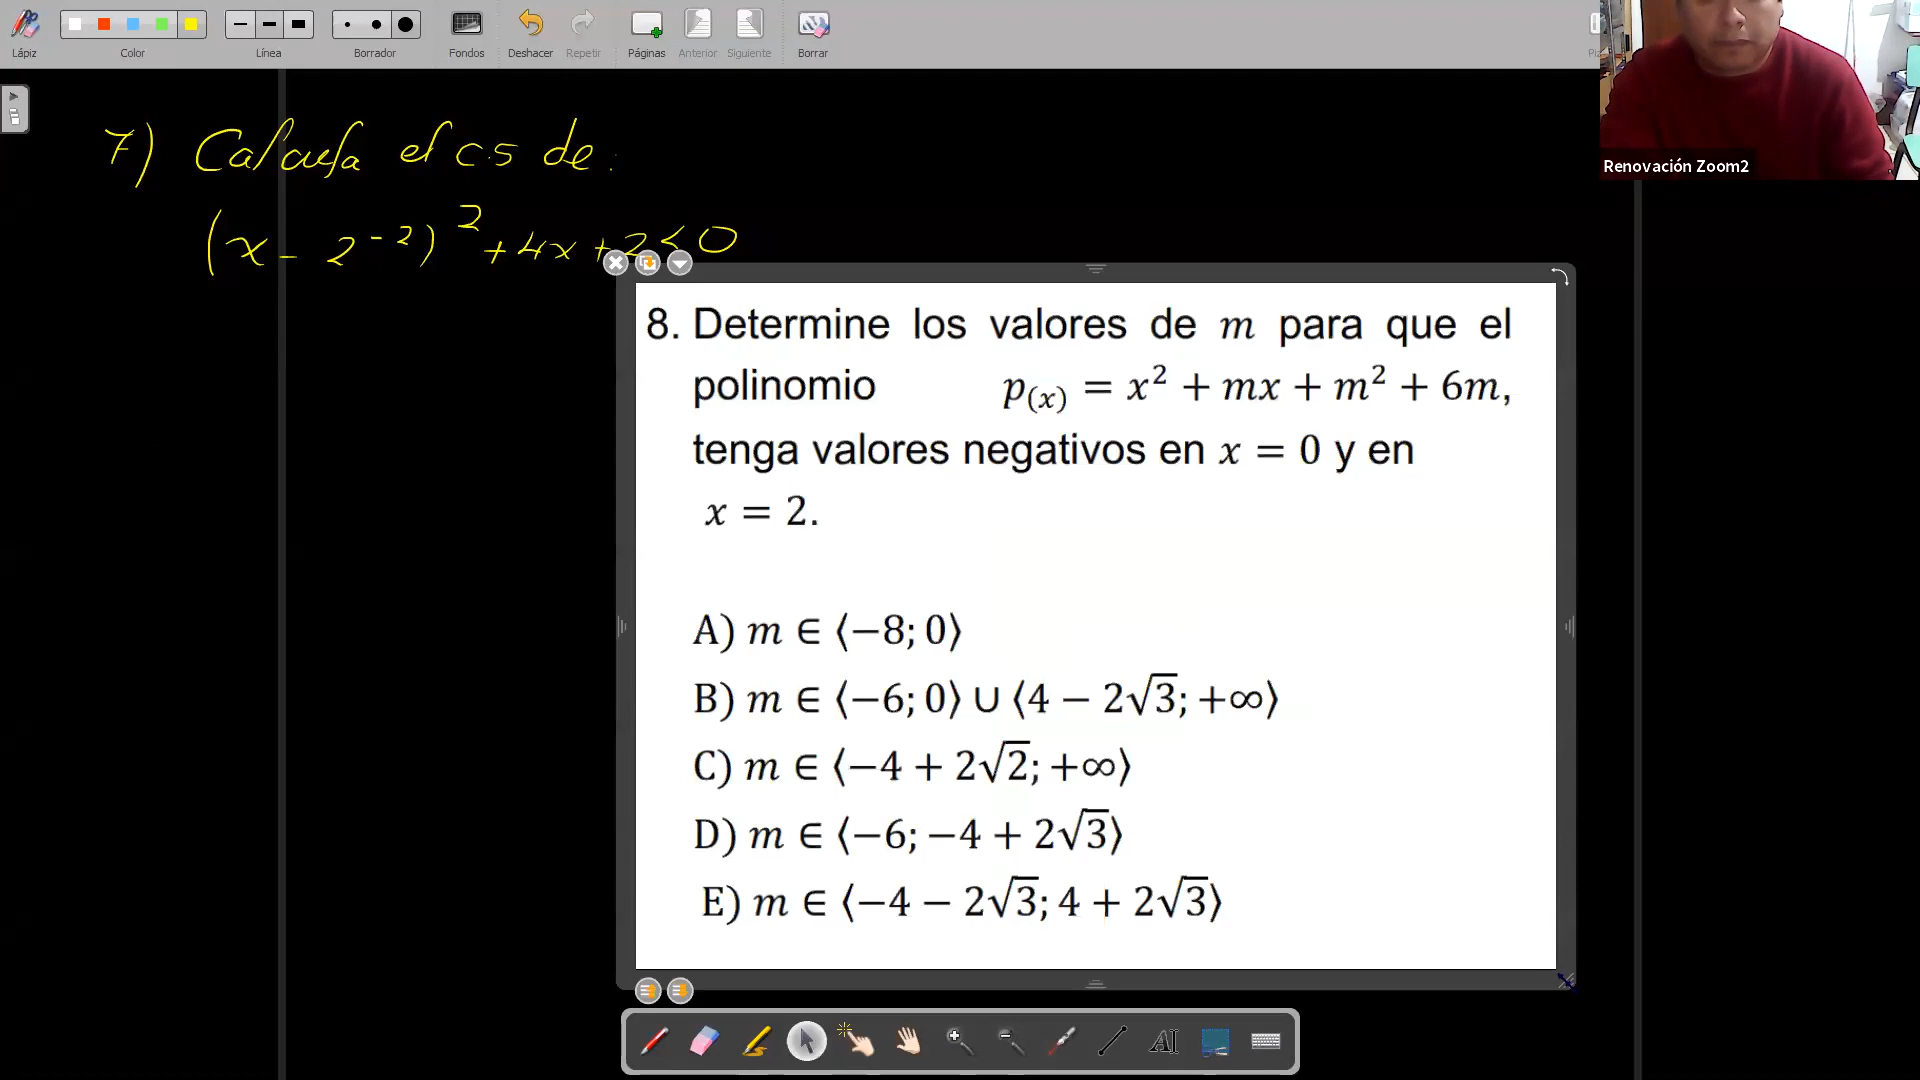 Lápiz
Color
Línea
Borrador
Fondos
Deshacer
Repetir
Páginas
Anterior
Siguiente
Borrar
Renovación Zoom2
7) Calcula el c.s de:
(x - 2⁻²)² + 4x + 2 < 0
8. Determine los valores de m para que el
polinomio p₍ₓ₎ = x² + mx + m² + 6m,
tenga valores negativos en x = 0 y en
x = 2.
A) m ∈ ⟨−8; 0⟩
B) m ∈ ⟨−6; 0⟩ ∪ ⟨4 − 2√3; +∞⟩
C) m ∈ ⟨−4 + 2√2; +∞⟩
D) m ∈ ⟨−6; −4 + 2√3⟩
E) m ∈ ⟨−4 − 2√3; 4 + 2√3⟩